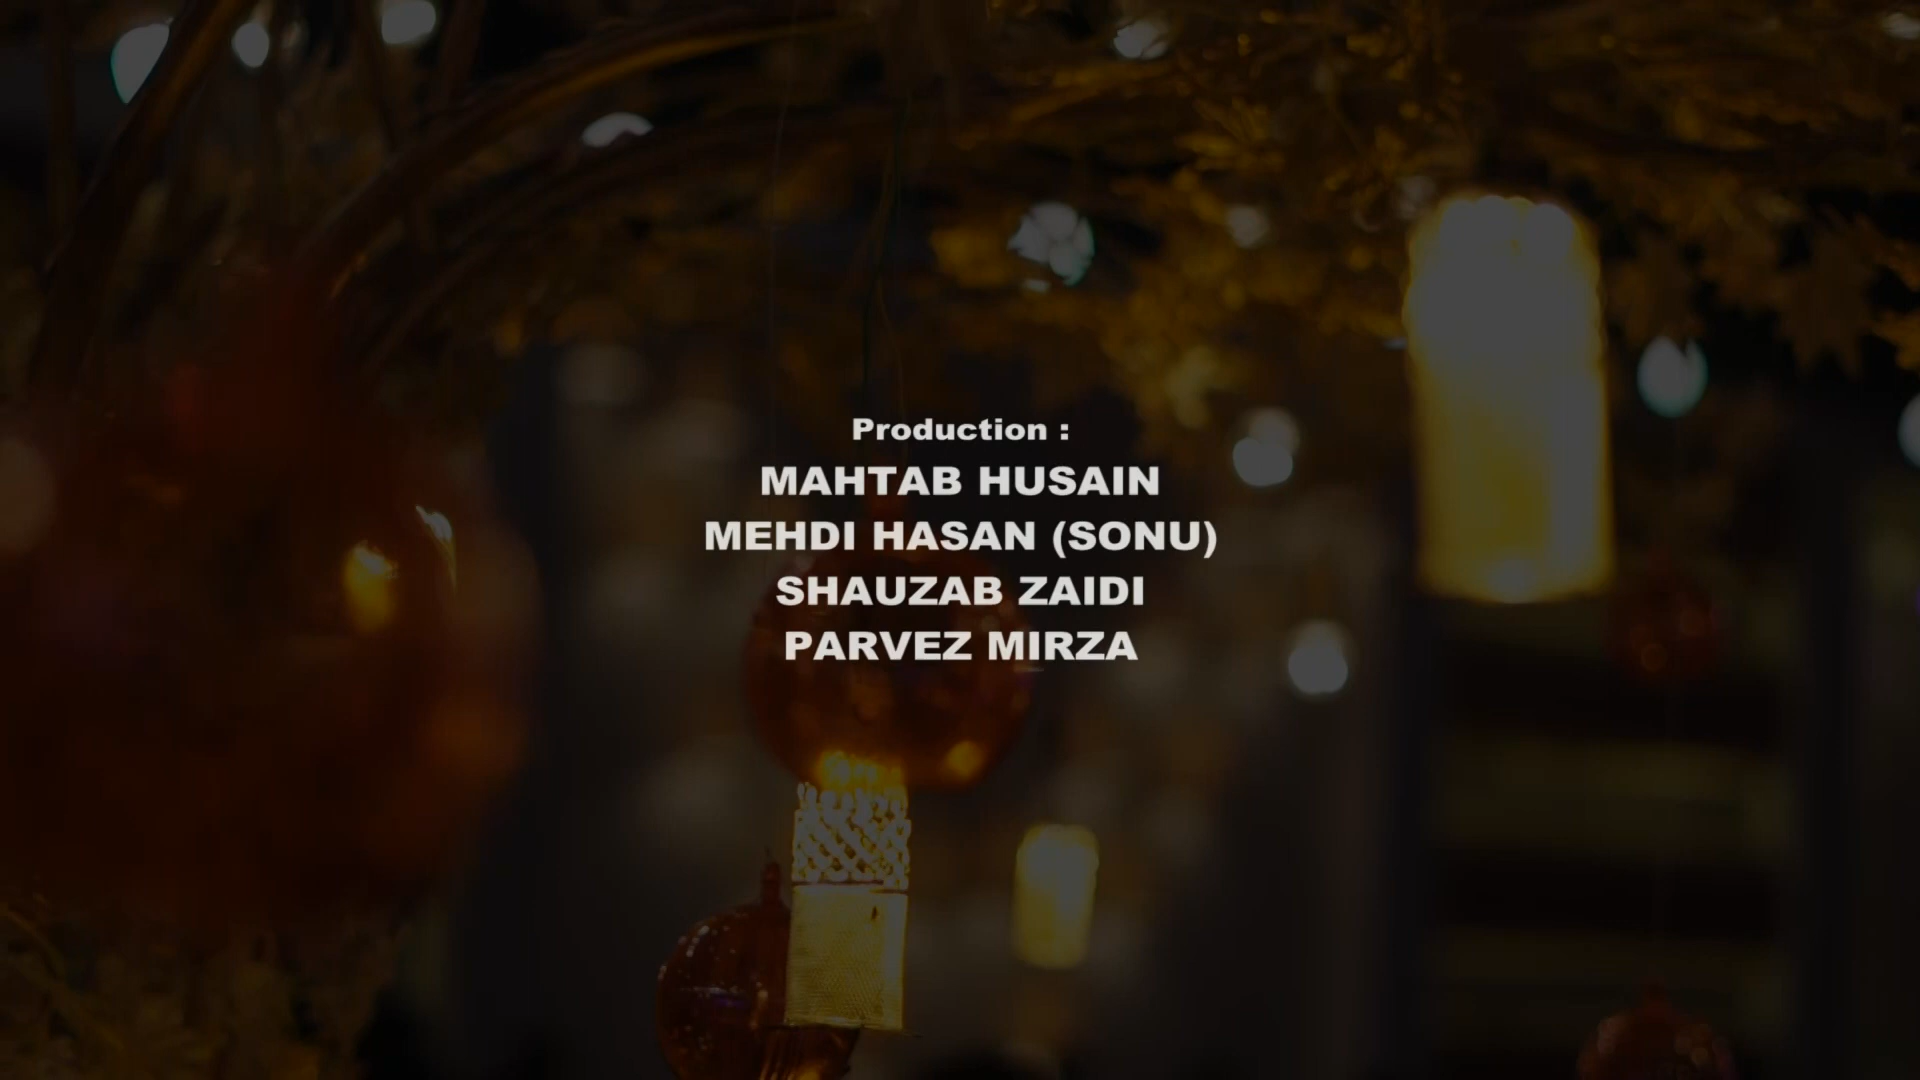 Production :
MAHTAB HUSAIN
MEHDI HASAN (SONU)
SHAUZAB ZAIDI
PARVEZ MIRZA